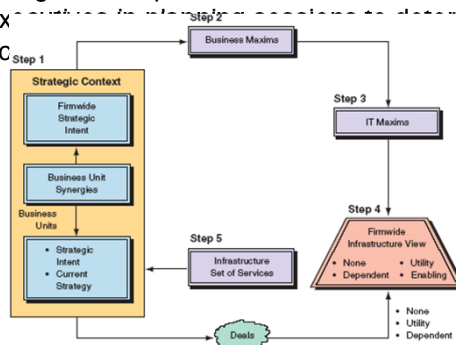 Step 2
Business Maxims
Step 1
Strategic Context
Firmwide
Strategic
Intent
Step 3
IT Maxims
Business Unit
Synergies
Business
Units
Step 4
Firmwide
Infrastructure View
• None • Utility
• Dependent • Enabling
• Strategic
Intent
• Current
Strategy
Step 5
Infrastructure
Set of Services
• None
• Utility
• Dependent
Deals